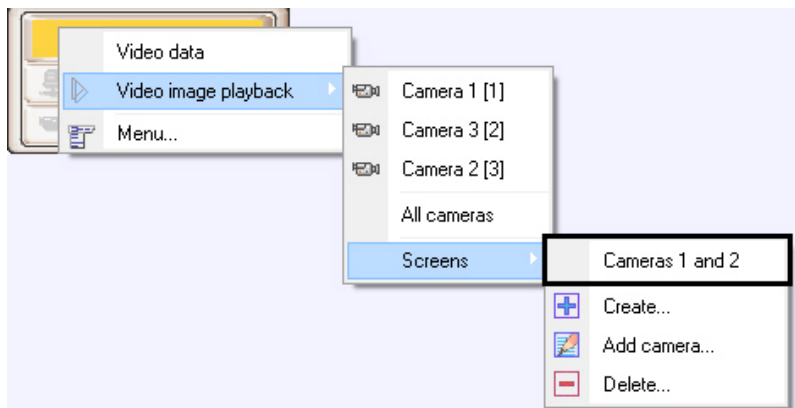 Video data
Video image playback
Menu...
Camera 1 [1]
Camera 3 [2]
Camera 2 [3]
All cameras
Screens
Cameras 1 and 2
Create...
Add camera...
Delete...